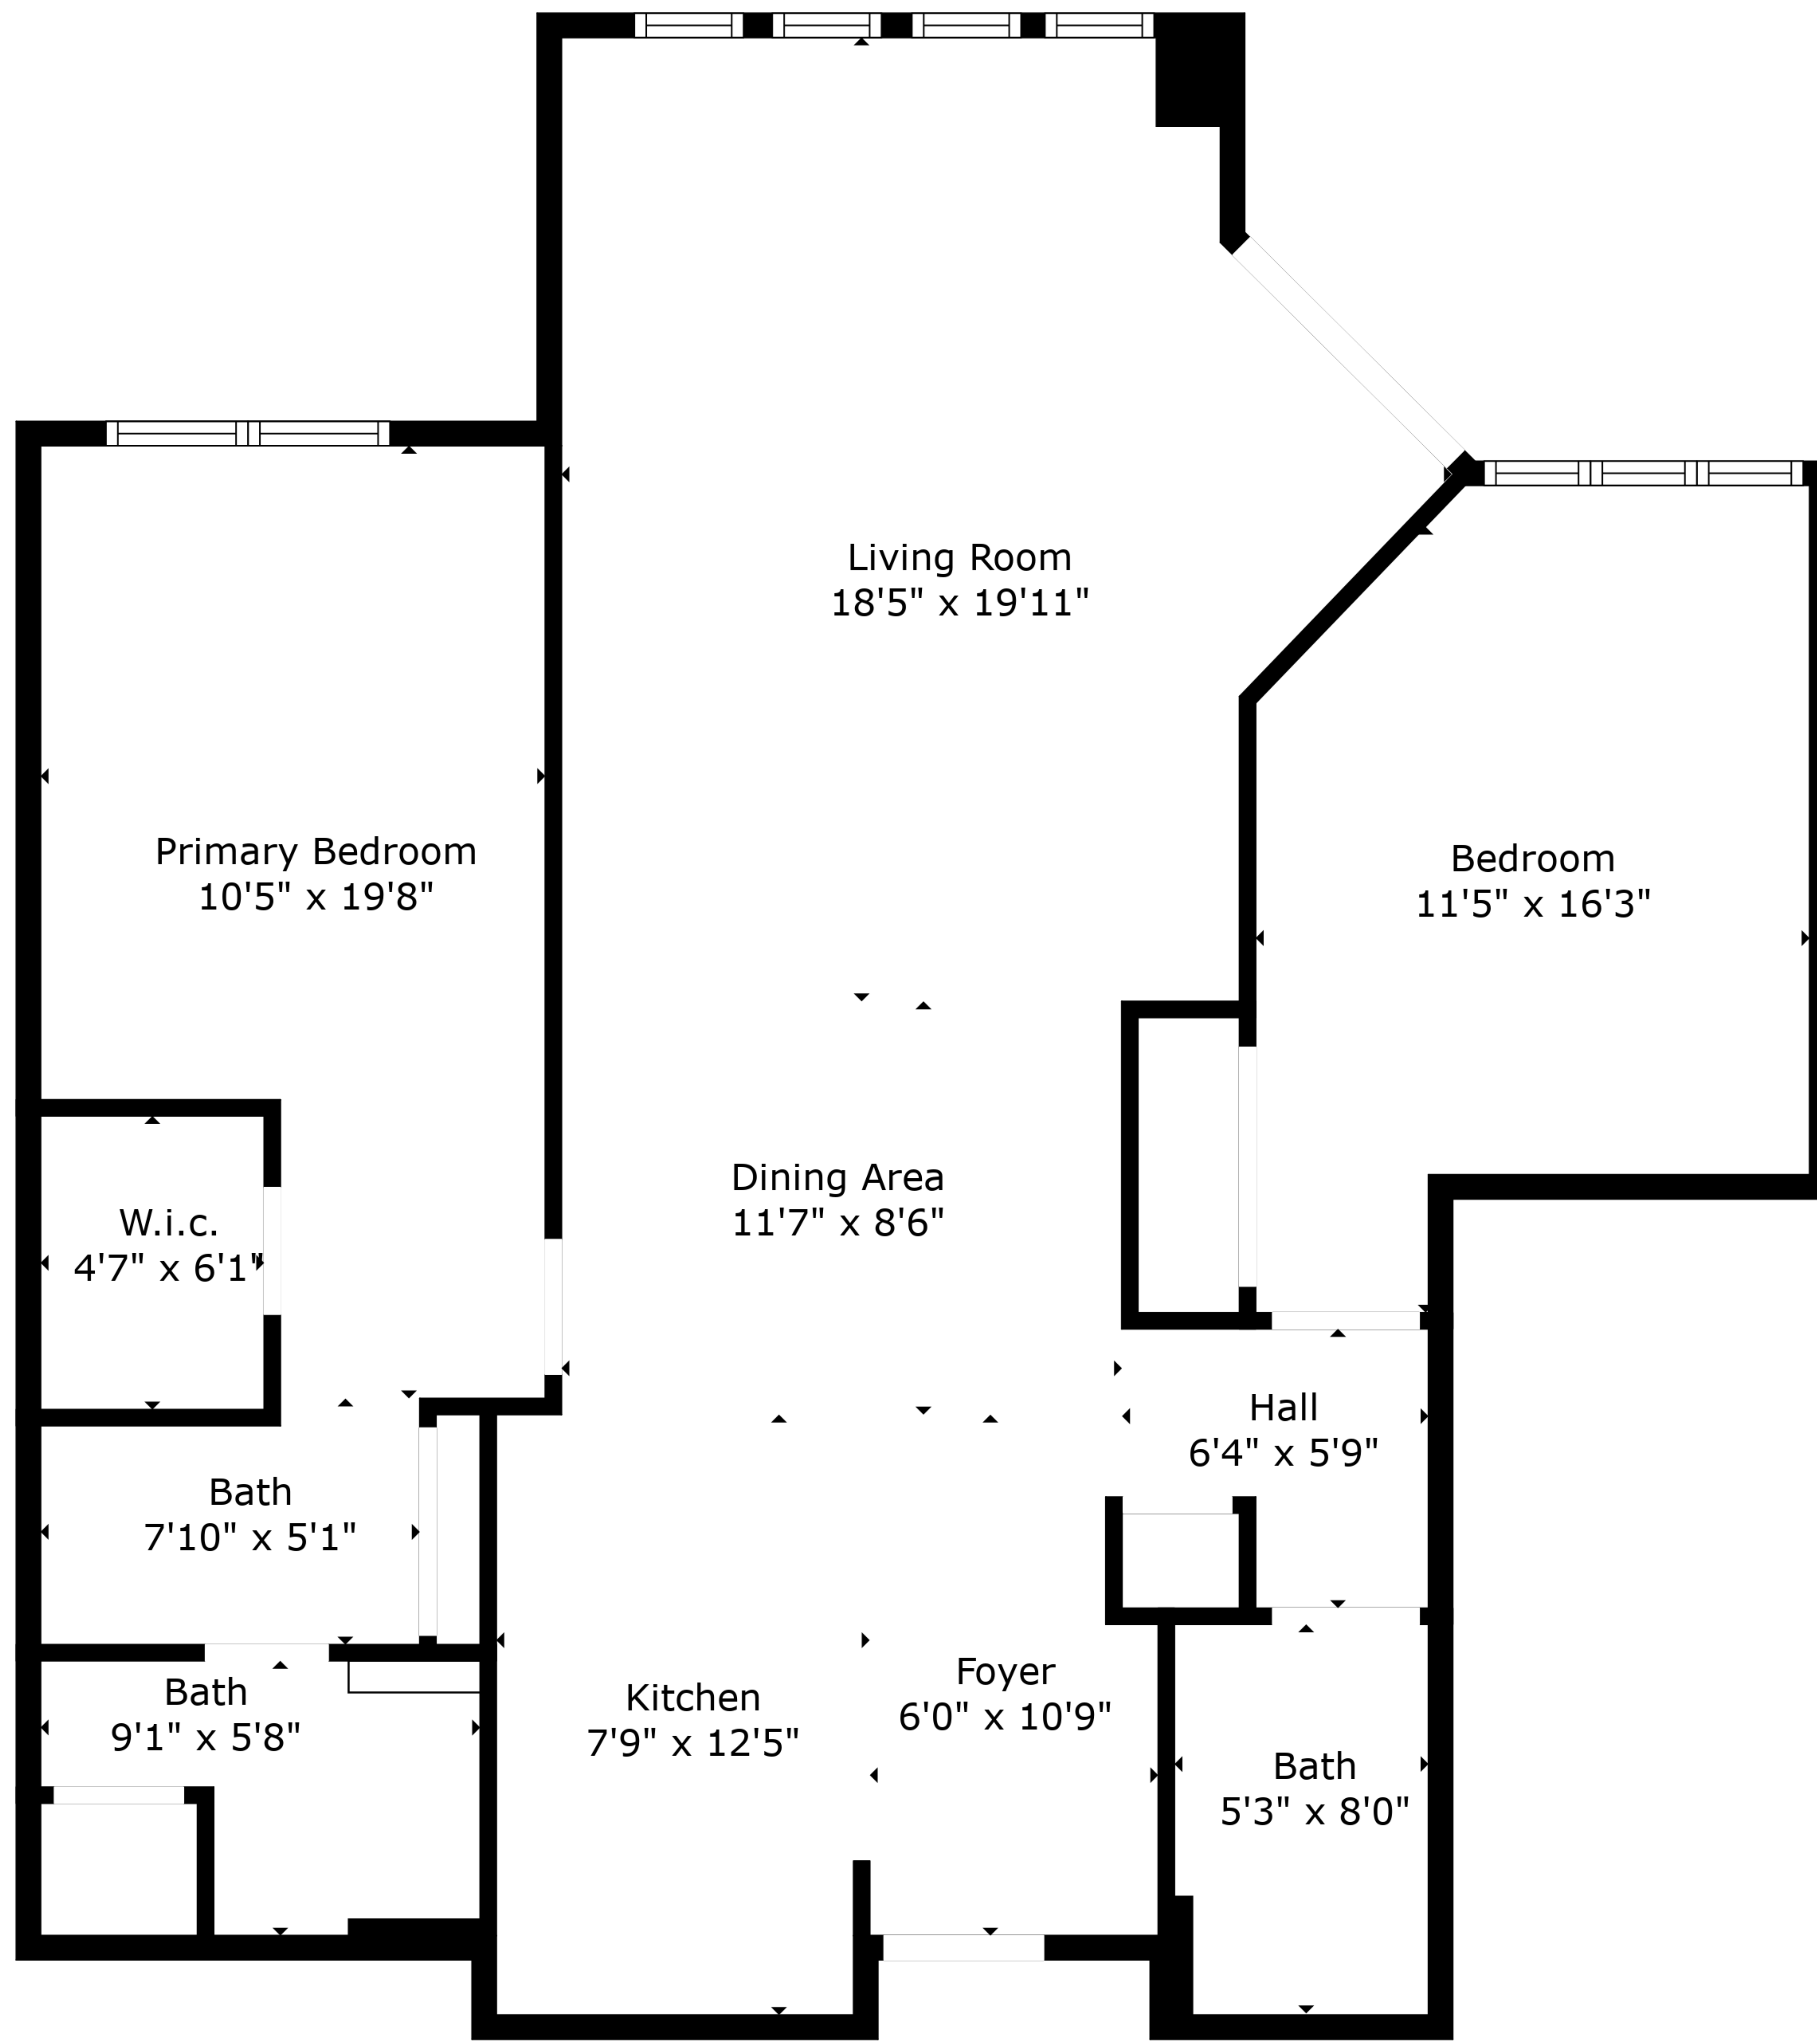 Living Room
18'5" x 19'11"
Primary Bedroom
10'5" x 19'8"
Bedroom
11'5" x 16'3"
Dining Area
11'7" x 8'6"
W.i.c.
4'7" x 6'1"
Hall
6'4" x 5'9"
Bath
7'10" x 5'1"
Bath
9'1" x 5'8"
Kitchen
7'9" x 12'5"
Foyer
6'0" x 10'9"
Bath
5'3" x 8'0"